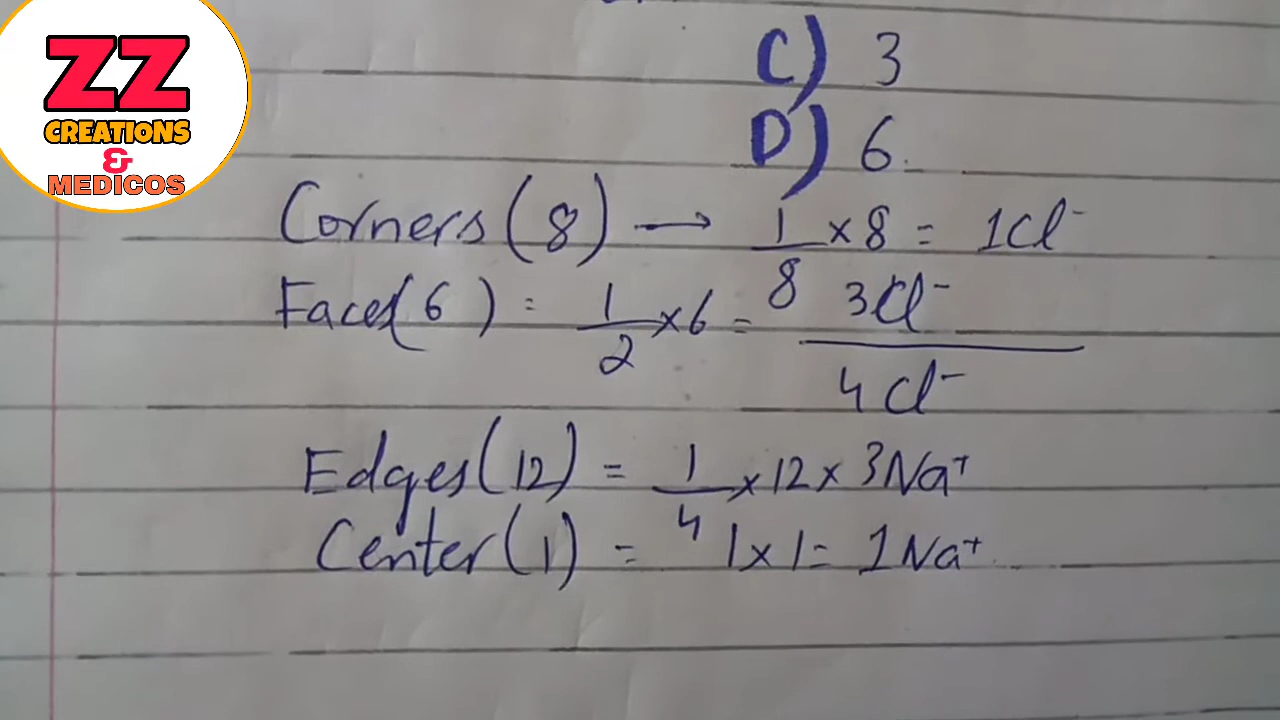 ZZ
CREATIONS
&
MEDICOS
C) 3
D) 6.
Corners(8) → 1/8 × 8 = 1Cl⁻
Faces(6) = 1/2 × 6 = 3Cl⁻
4Cl⁻
Edges(12) = 1/4 × 12 × 3Na⁺
Center(1) = 1 × 1 = 1Na⁺